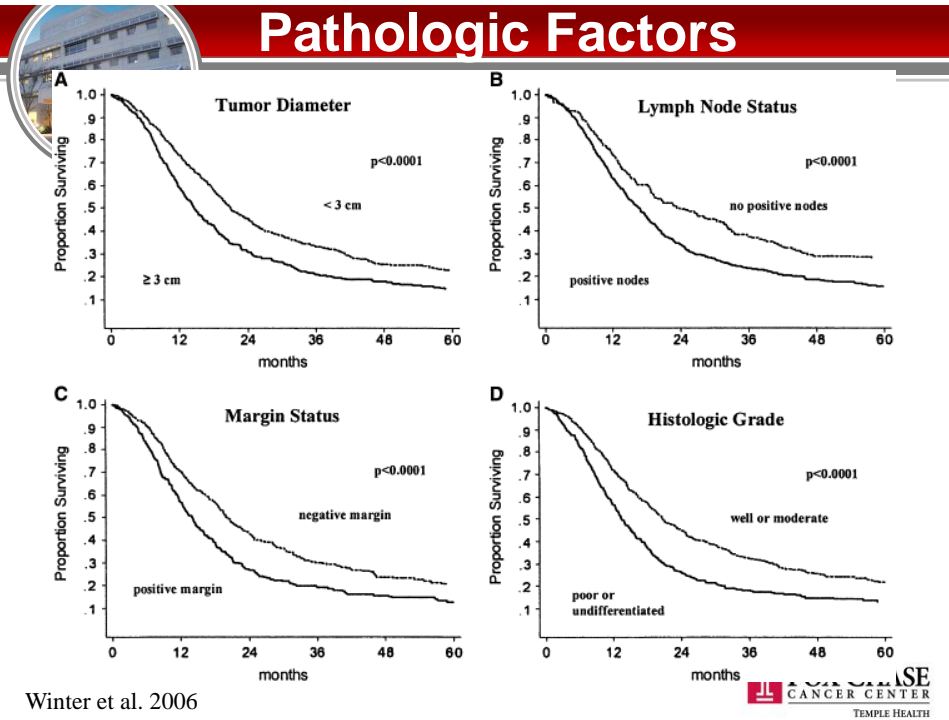 Pathologic Factors
A
Tumor Diameter
1.0
.9
.8
.7
.6
.5
.4
.3
.2
.1
Proportion Surviving
p<0.0001
< 3 cm
≥ 3 cm
0 12 24 36 48 60
months
B
Lymph Node Status
1.0
.9
.8
.7
.6
.5
.4
.3
.2
.1
Proportion Surviving
p<0.0001
no positive nodes
positive nodes
0 12 24 36 48 60
months
C
Margin Status
1.0
.9
.8
.7
.6
.5
.4
.3
.2
.1
Proportion Surviving
p<0.0001
negative margin
positive margin
0 12 24 36 48 60
months
D
Histologic Grade
1.0
.9
.8
.7
.6
.5
.4
.3
.2
.1
Proportion Surviving
p<0.0001
well or moderate
poor or
undifferentiated
0 12 24 36 48 60
months
Winter et al. 2006
CANCER CENTER
TEMPLE HEALTH